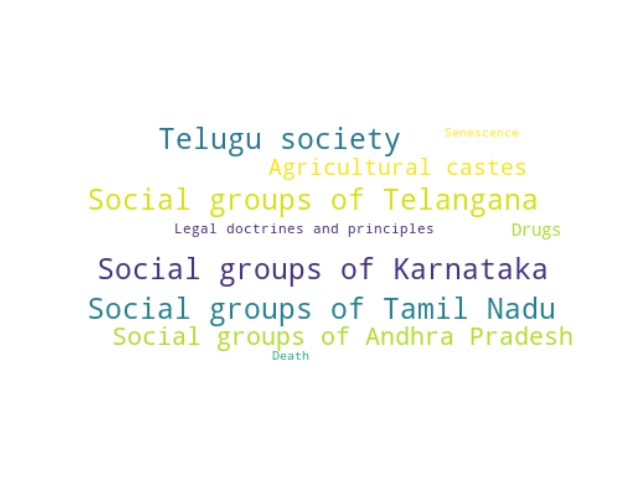 Telugu society
Senescence
Agricultural castes
Social groups of Telangana
Legal doctrines and principles
Drugs
Social groups of Karnataka
Social groups of Tamil Nadu
Social groups of Andhra Pradesh
Death